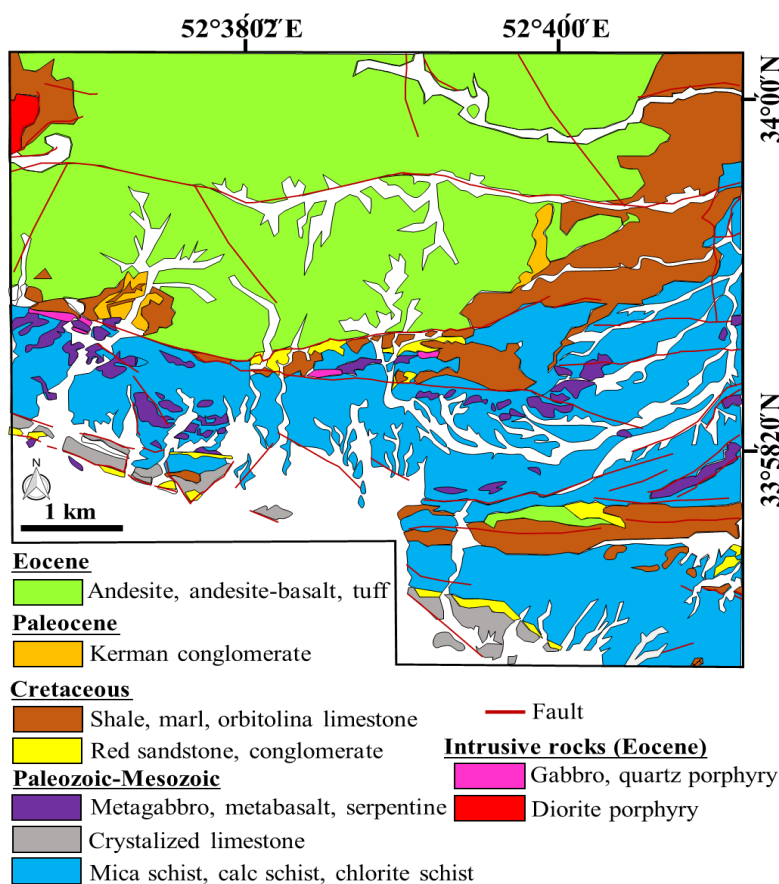 52°38՜02՜՜E 52°40՜0՜՜E
34°00՜՜N
33°58՜20՜՜N
N
1 km
Eocene
Andesite, andesite-basalt, tuff
Paleocene
Kerman conglomerate
Cretaceous
Shale, marl, orbitolina limestone
Red sandstone, conglomerate
Paleozoic-Mesozoic
Metagabbro, metabasalt, serpentine
Crystalized limestone
Mica schist, calc schist, chlorite schist
Fault
Intrusive rocks (Eocene)
Gabbro, quartz porphyry
Diorite porphyry